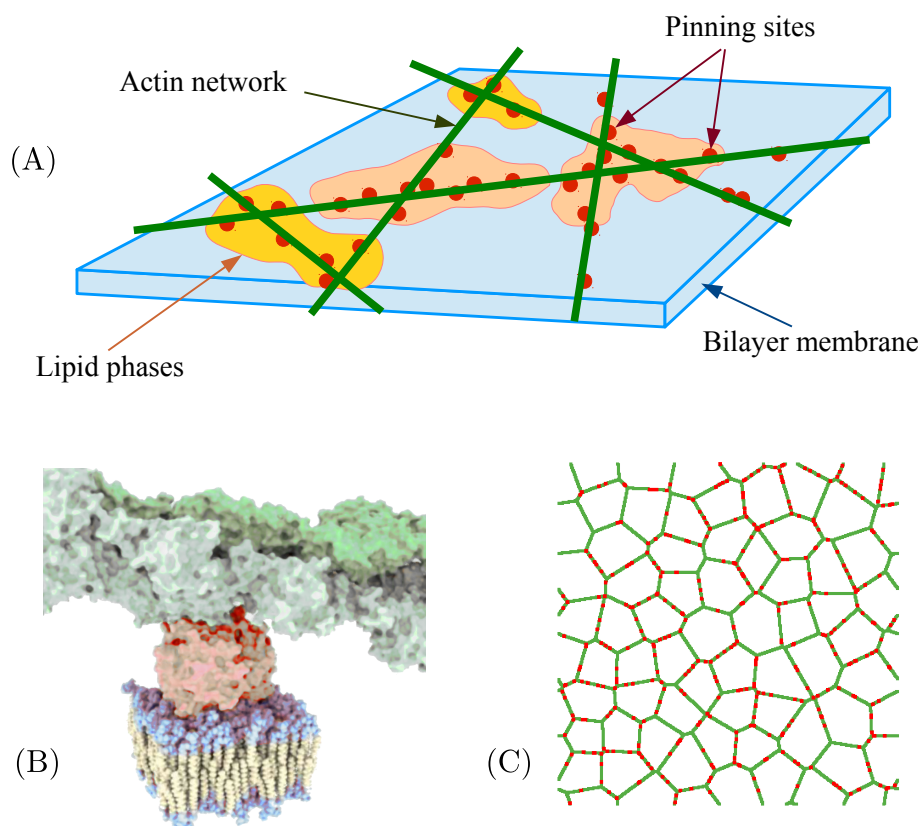 Pinning sites
Actin network
(A)
Bilayer membrane
Lipid phases
(B)
(C)